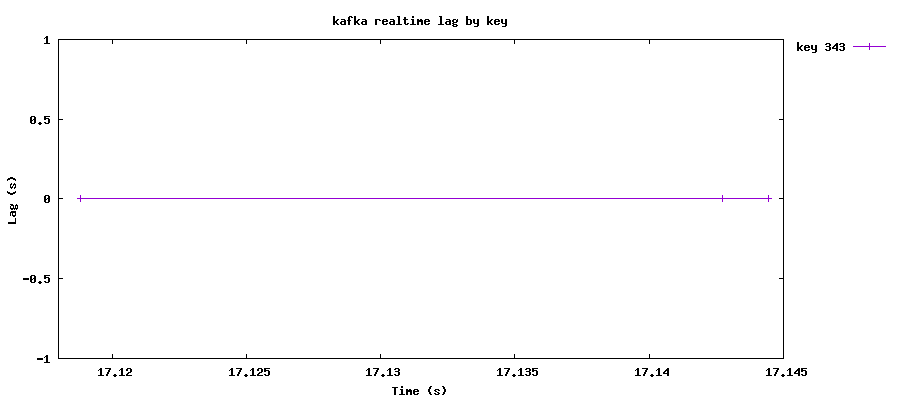 kafka realtime lag by key
key 343
1
0.5
0
-0.5
-1
Lag (s)
17.12 17.125 17.13 17.135 17.14 17.145
Time (s)